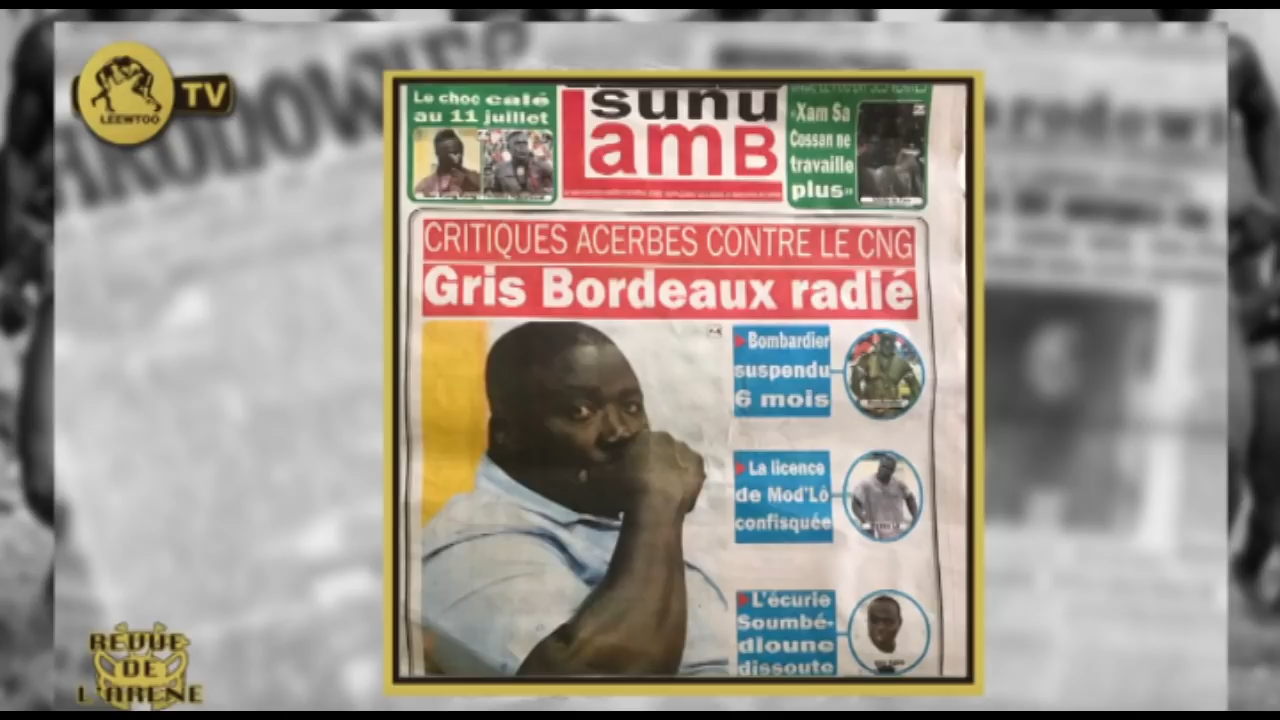 LEEWTOO
TV
Le choc calé
au 11 juillet
sunu
Lamb
«Xam Sa
Cossan ne
travaille
plus»
CRITIQUES ACERBES CONTRE LE CNG
Gris Bordeaux radié
Bombardier
suspendu
6 mois
La licence
de Mod'Lô
confisquée
L'écurie
Soumbé-
dioune
dissoute
REVUE
DE
L'ARENE